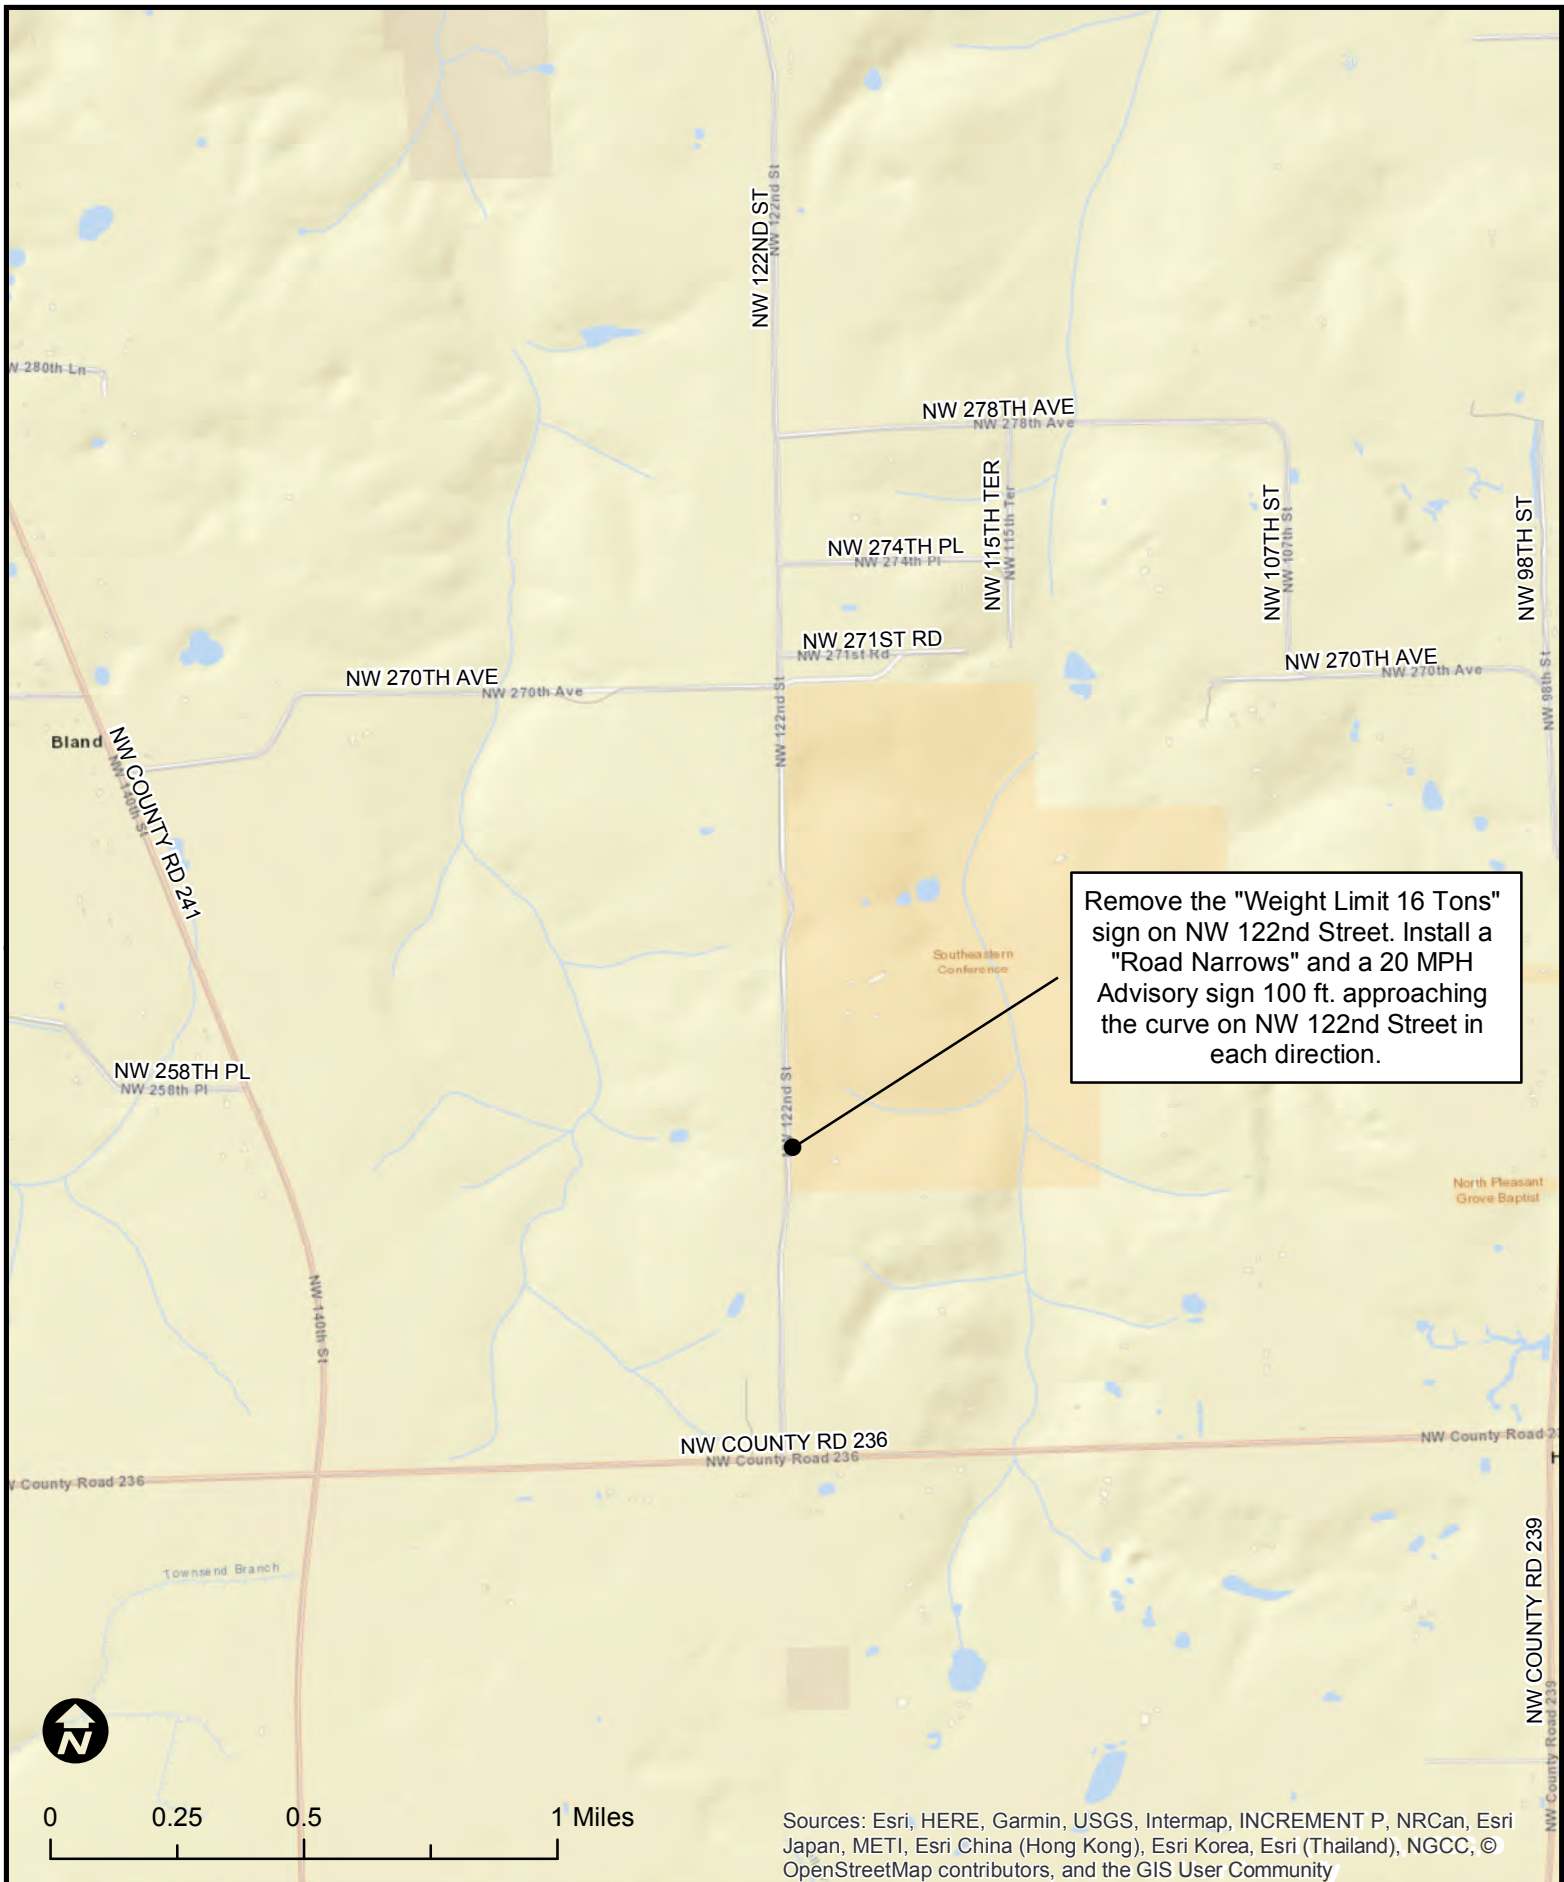 NW 122ND ST
NW 122nd St
W 280th Ln
NW 278TH AVE
NW 278th Ave
NW 115TH TER
NW 115th Ter
NW 107TH ST
NW 107th St
NW 98TH ST
NW 98th St
NW 274TH PL
NW 274th Pl
NW 271ST RD
NW 271st Rd
NW 270TH AVE
NW 270th Ave
NW 270TH AVE
NW 270th Ave
NW 122nd St
Bland
NW COUNTY RD 241
NW 140th St
Remove the "Weight Limit 16 Tons"
sign on NW 122nd Street. Install a
"Road Narrows" and a 20 MPH
Advisory sign 100 ft. approaching
the curve on NW 122nd Street in
each direction.
Southeastern
Conference
NW 258TH PL
NW 258th Pl
NW 122nd St
North Pleasant
Grove Baptist
NW 140th St
NW COUNTY RD 236
NW County Road 236
NW County Road 23
W County Road 236
Townsend Branch
NW COUNTY RD 239
NW County Road 239
N
0 0.25 0.5 1 Miles
Sources: Esri, HERE, Garmin, USGS, Intermap, INCREMENT P, NRCan, Esri
Japan, METI, Esri China (Hong Kong), Esri Korea, Esri (Thailand), NGCC, ©
OpenStreetMap contributors, and the GIS User Community